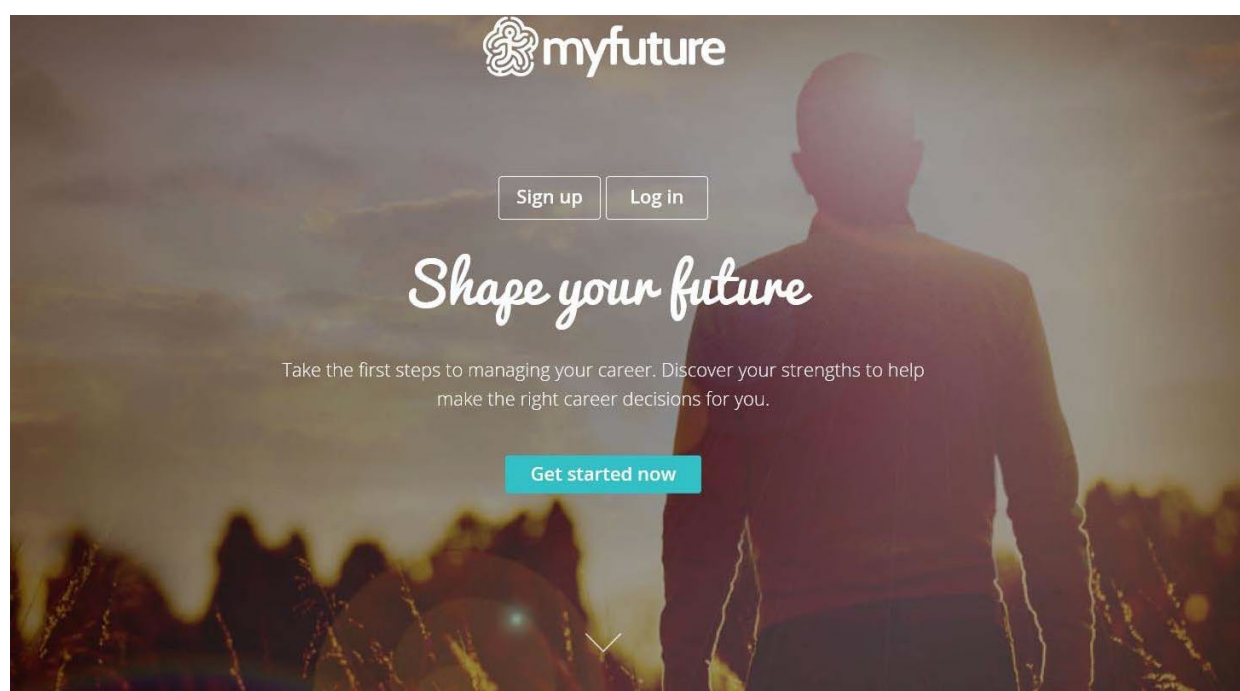 myfuture
Sign up
Log in
Shape your future
Take the first steps to managing your career. Discover your strengths to help
make the right career decisions for you.
Get started now